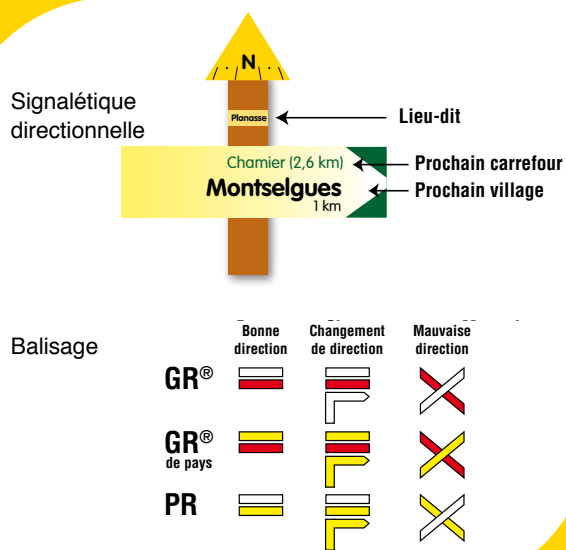 N
Signalétique
directionnelle
Planasse
Lieu-dit
Chamier (2,6 km)
Prochain carrefour
Montselgues
Prochain village
1 km
Balisage
Bonne
direction
Changement
de direction
Mauvaise
direction
GR®
GR®
de pays
PR